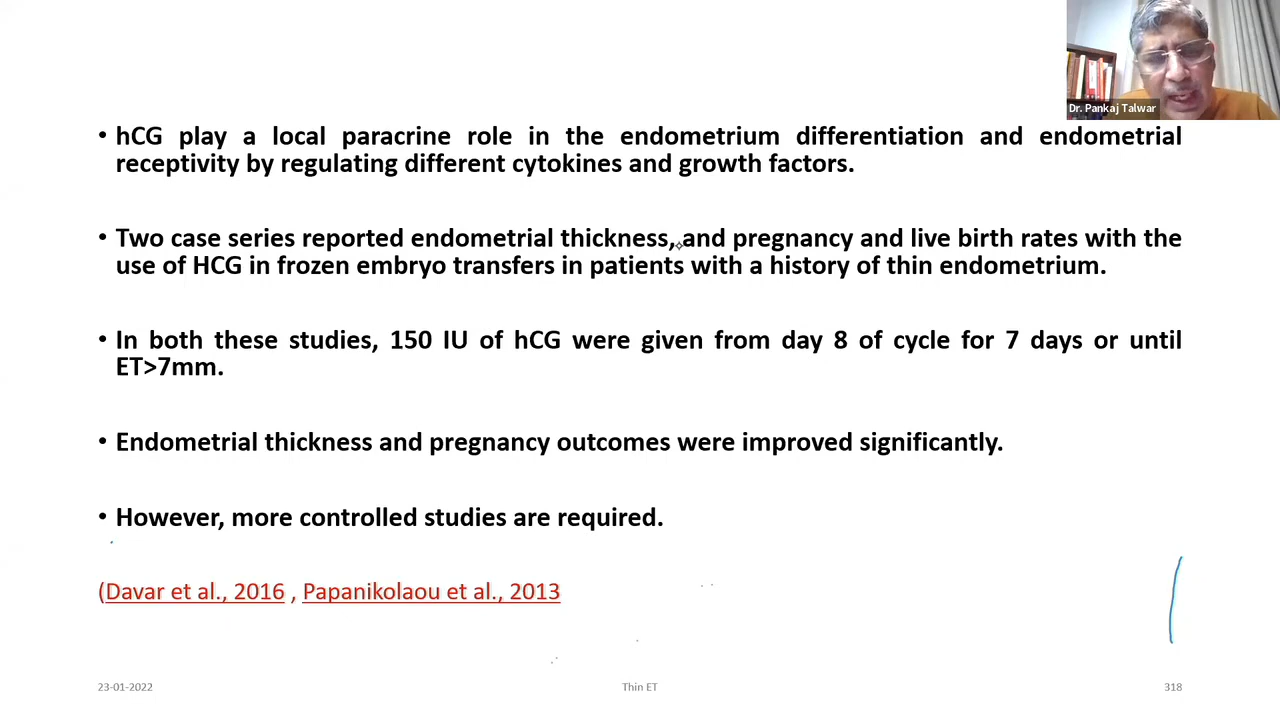 Dr. Pankaj Talwar
• hCG play a local paracrine role in the endometrium differentiation and endometrial
receptivity by regulating different cytokines and growth factors.
• Two case series reported endometrial thickness, and pregnancy and live birth rates with the
use of HCG in frozen embryo transfers in patients with a history of thin endometrium.
• In both these studies, 150 IU of hCG were given from day 8 of cycle for 7 days or until
ET>7mm.
• Endometrial thickness and pregnancy outcomes were improved significantly.
• However, more controlled studies are required.
(Davar et al., 2016 , Papanikolaou et al., 2013
23-01-2022
Thin ET
318